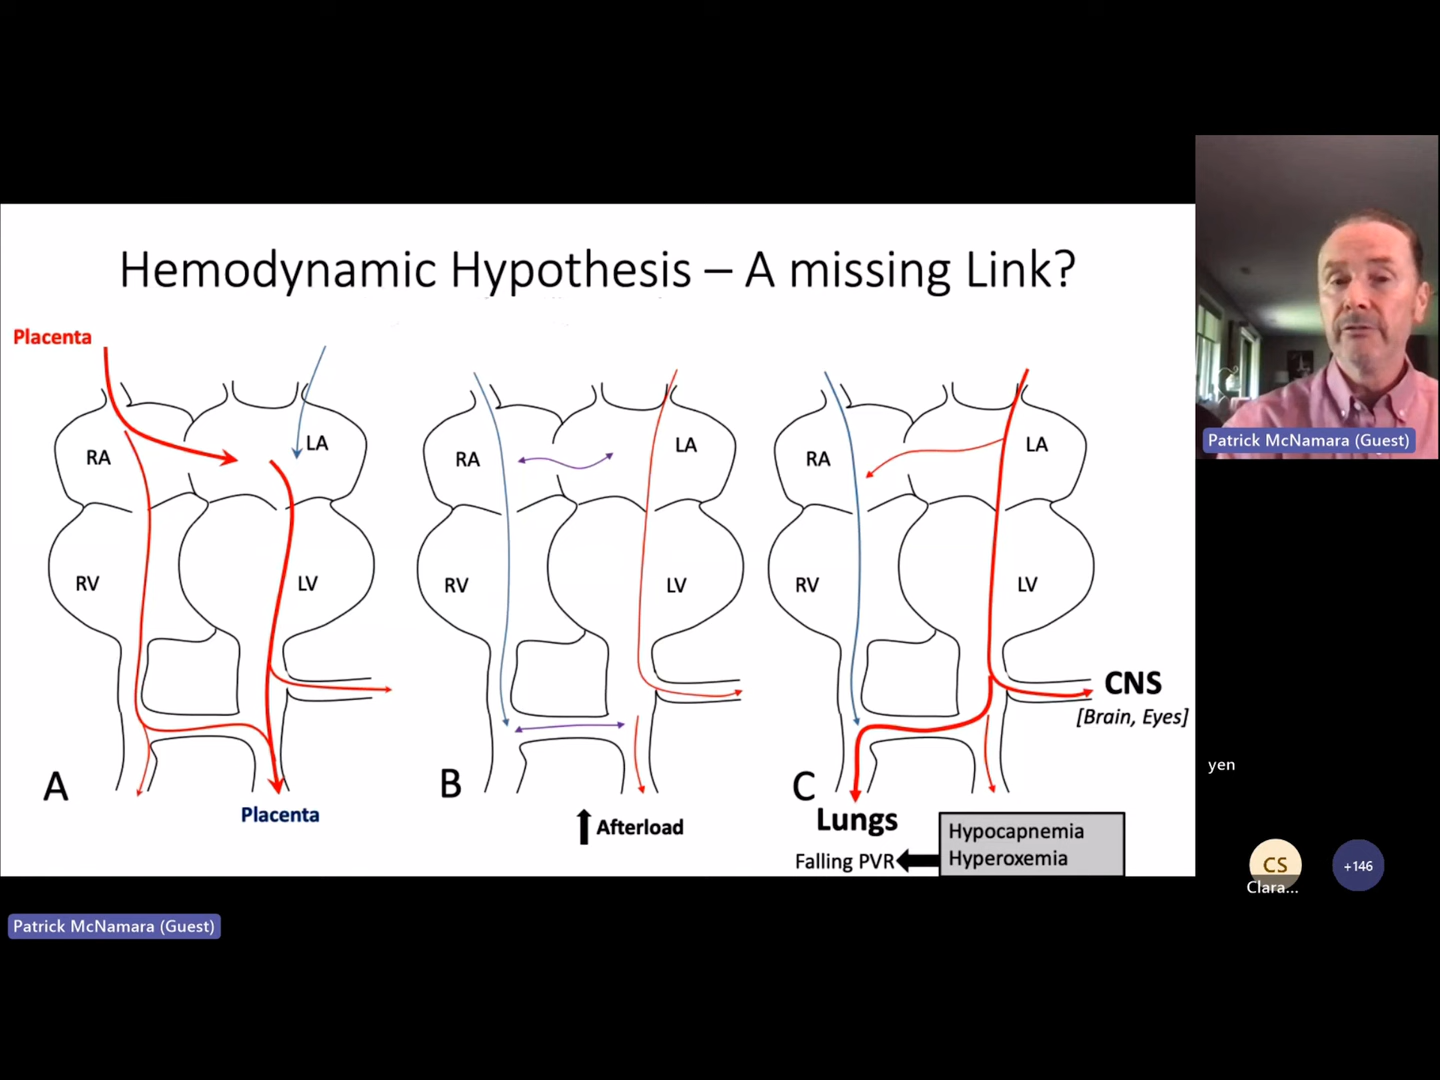 Hemodynamic Hypothesis – A missing Link?
Placenta
RA
LA
RV
LV
A
Placenta
RA
LA
RV
LV
B
Afterload
RA
LA
RV
LV
CNS
[Brain, Eyes]
C
Lungs
Falling PVR
Hypocapnemia
Hyperoxemia
Patrick McNamara (Guest)
yen
CS
Clara...
+146
Patrick McNamara (Guest)